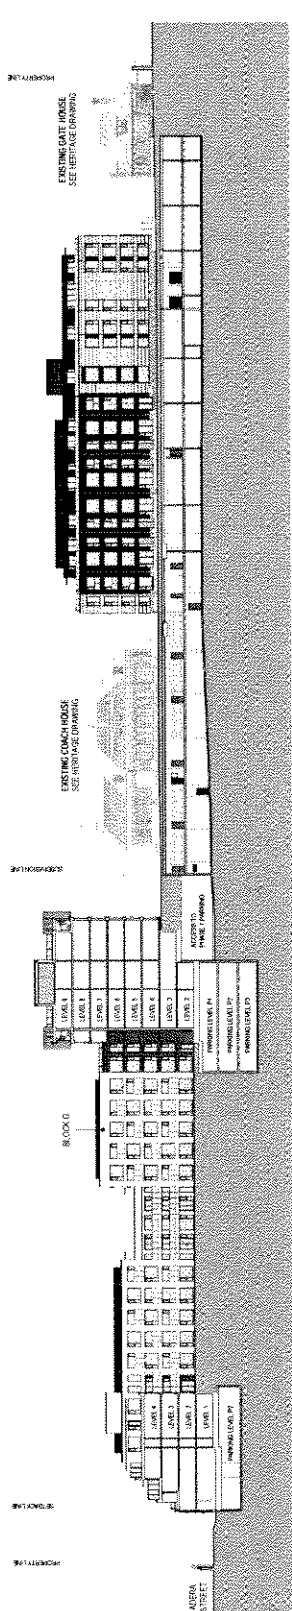 PROPERTY LINE
EXISTING GATE HOUSE
SEE HERITAGE DRAWING
EXISTING COACH HOUSE
SEE HERITAGE DRAWING
SUBDIVISION LINE
ACCESS TO
PHASE 1 PARKING
LEVEL 9
LEVEL 8
LEVEL 7
LEVEL 6
LEVEL 5
LEVEL 4
LEVEL 3
LEVEL 2
PARKING LEVEL P1
PARKING LEVEL P2
PARKING LEVEL P3
BLOCK G
LEVEL 4
LEVEL 3
LEVEL 2
LEVEL 1
PARKING LEVEL P2
SETBACK LINE
PROPERTY LINE
ADERA
STREET